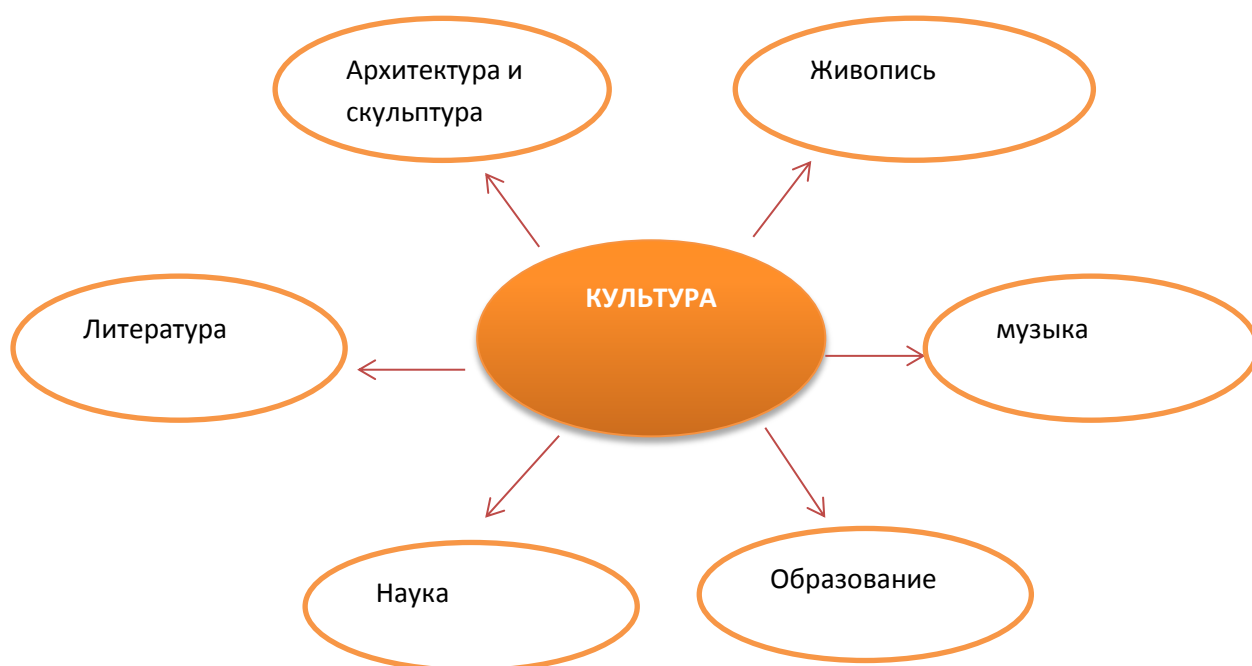 Архитектура и
скульптура
Живопись
КУЛЬТУРА
Литература
музыка
Наука
Образование